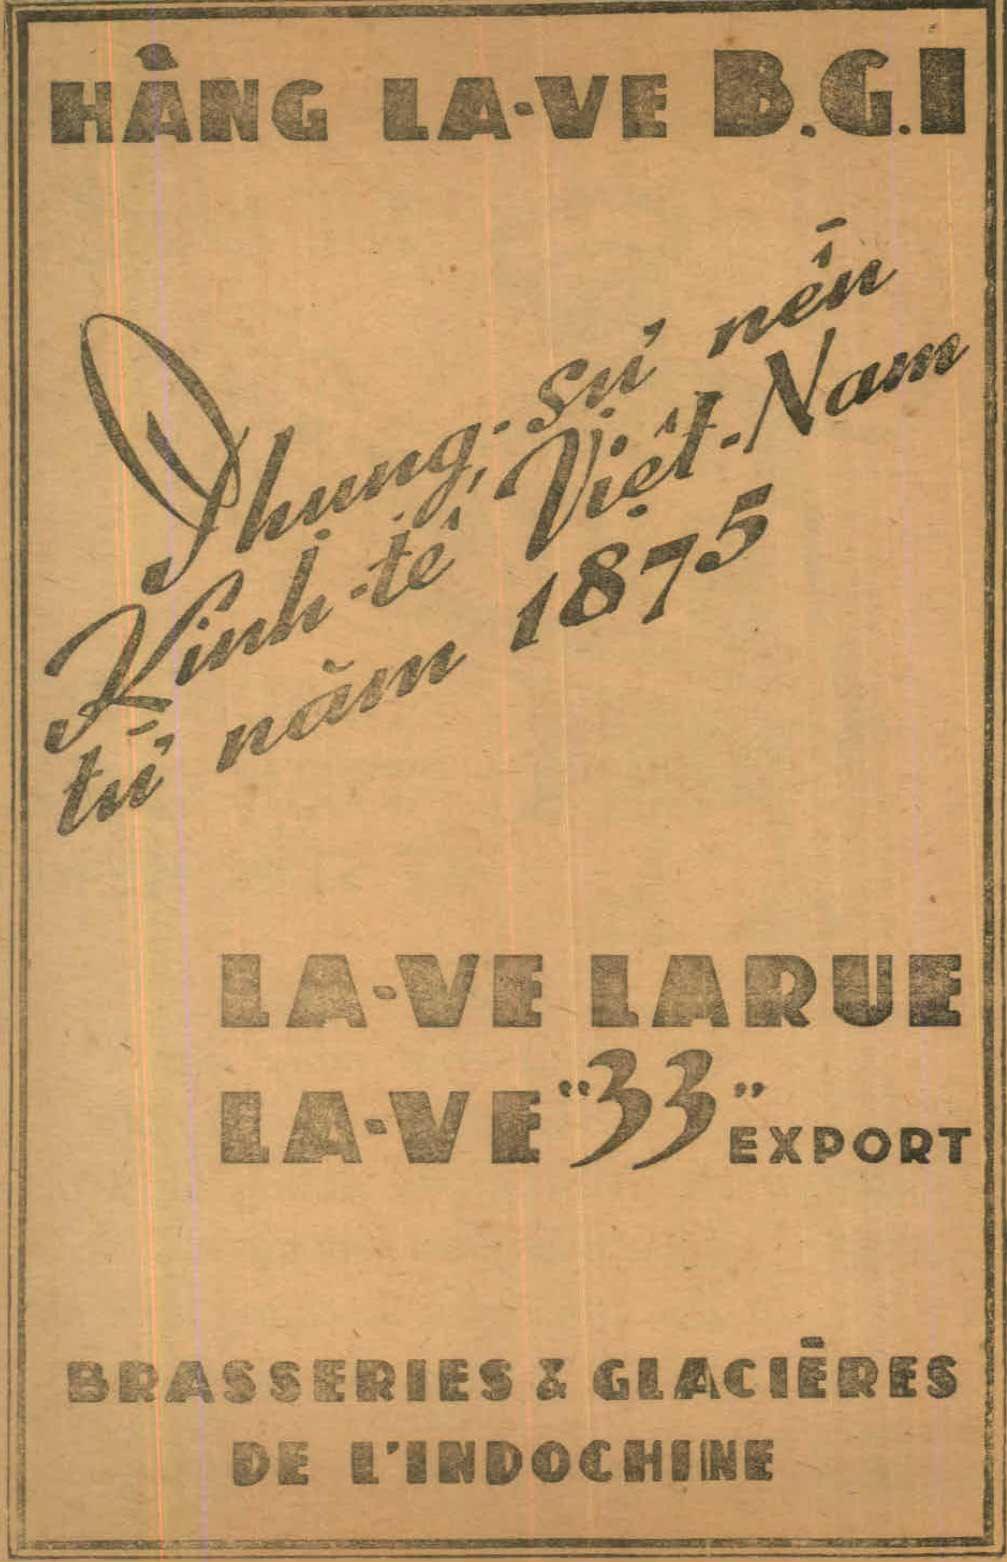 HÃNG LA-VE B.G.I
Phụng-sự nền
Kinh-tế Việt-Nam
từ năm 1875
LA-VE LARUE
LA-VE "33" EXPORT
BRASSERIES & GLACIÈRES
DE L'INDOCHINE